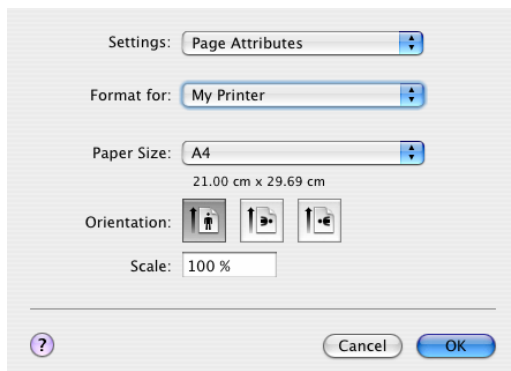 Settings: Page Attributes
Format for: My Printer
Paper Size: A4
21.00 cm x 29.69 cm
Orientation:
Scale: 100 %
? Cancel OK